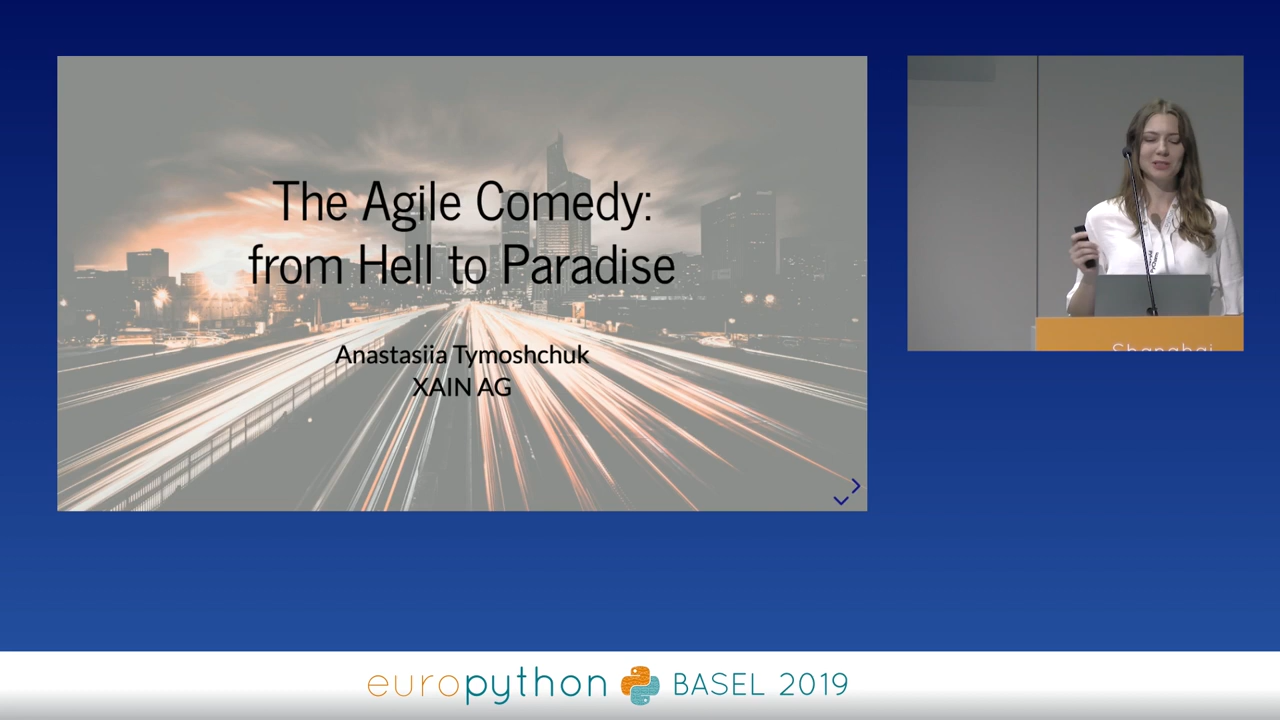 The Agile Comedy:
from Hell to Paradise
Anastasiia Tymoshchuk
XAIN AG
Shanghai
europython BASEL 2019